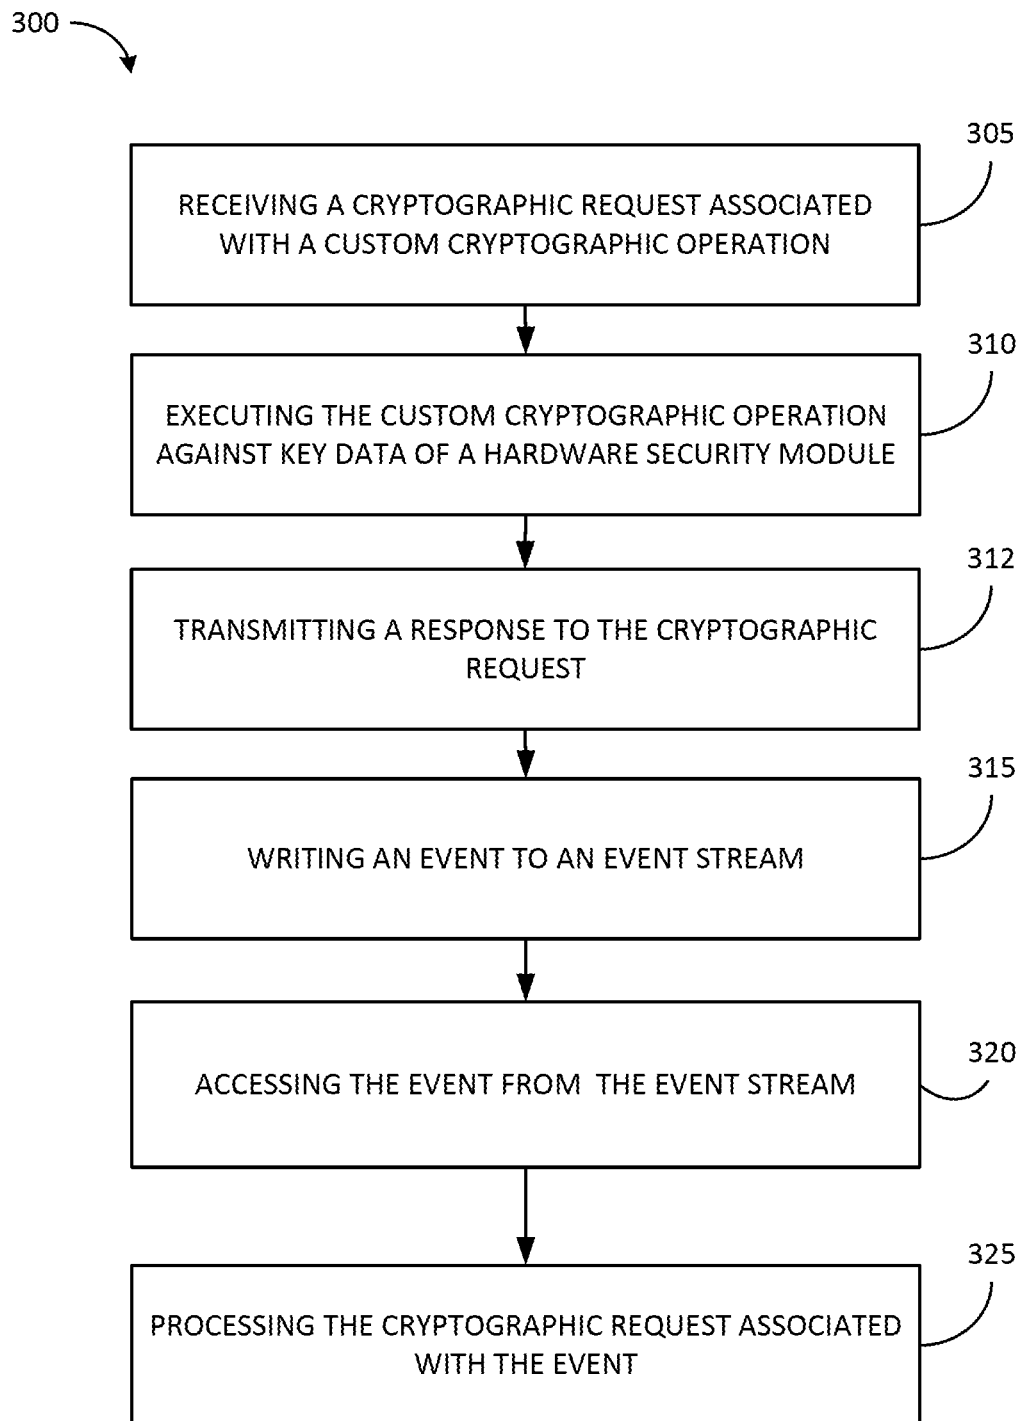 300
305
RECEIVING A CRYPTOGRAPHIC REQUEST ASSOCIATED
WITH A CUSTOM CRYPTOGRAPHIC OPERATION
310
EXECUTING THE CUSTOM CRYPTOGRAPHIC OPERATION
AGAINST KEY DATA OF A HARDWARE SECURITY MODULE
312
TRANSMITTING A RESPONSE TO THE CRYPTOGRAPHIC
REQUEST
315
WRITING AN EVENT TO AN EVENT STREAM
320
ACCESSING THE EVENT FROM THE EVENT STREAM
325
PROCESSING THE CRYPTOGRAPHIC REQUEST ASSOCIATED
WITH THE EVENT